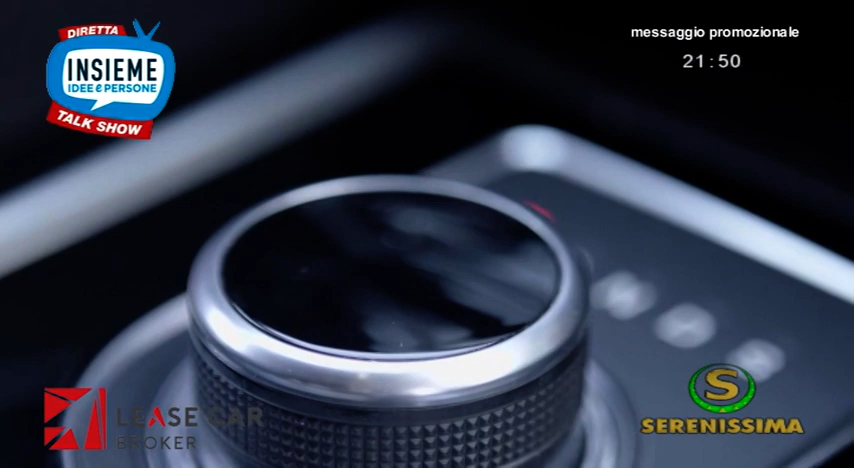 DIRETTA
INSIEME
IDEE e PERSONE
TALK SHOW
messaggio promozionale
21:50
LEASE CAR
BROKER
S
SERENISSIMA